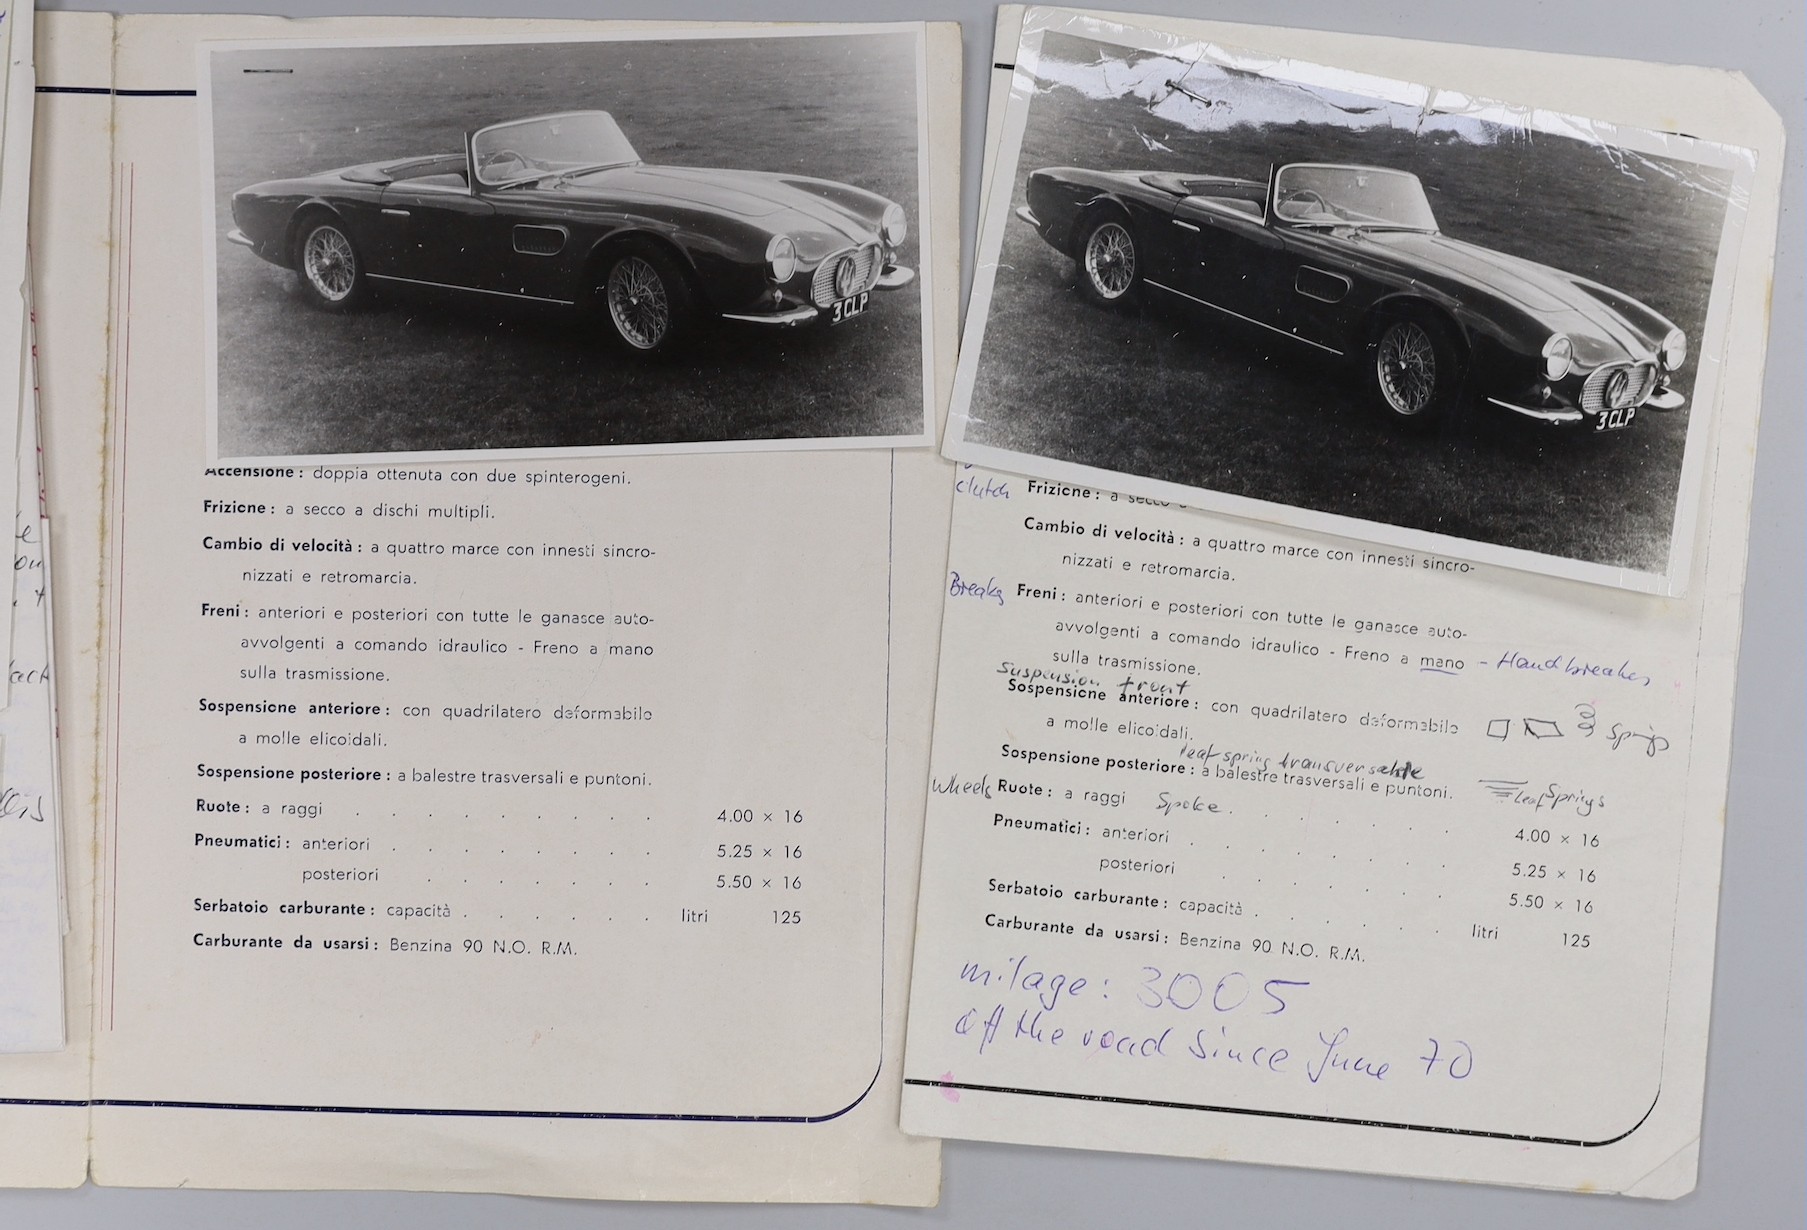 3 CLP
Accensione: doppia ottenuta con due spinterogeni.
Frizione: a secco a dischi multipli.
Cambio di velocità: a quattro marce con innesti sincro-
nizzati e retromarcia.
Freni: anteriori e posteriori con tutte le ganasce auto-
avvolgenti a comando idraulico - Freno a mano
sulla trasmissione.
Sospensione anteriore: con quadrilatero deformabile
a molle elicoidali.
Sospensione posteriore: a balestre trasversali e puntoni.
Ruote: a raggi . . . . . . . . 4.00 × 16
Pneumatici: anteriori . . . . . . . 5.25 × 16
posteriori . . . . . . 5.50 × 16
Serbatoio carburante: capacità . . . . . . litri 125
Carburante da usarsi: Benzina 90 N.O. R.M.
3 CLP
clutch Frizione: a secco a
Cambio di velocità: a quattro marce con innesti sincro-
nizzati e retromarcia.
Breaks Freni: anteriori e posteriori con tutte le ganasce auto-
avvolgenti a comando idraulico - Freno a mano - Handbreakes
sulla trasmissione.
Suspension front
Sospensione anteriore: con quadrilatero deformabile
a molle elicoidali. Springs
leaf spring
Sospensione posteriore: a balestre trasversali e puntoni. leaf Springs
Wheels Ruote: a raggi Spoke . . . . . . 4.00 × 16
Pneumatici: anteriori . . . . . . 5.25 × 16
posteriori . . . . . 5.50 × 16
Serbatoio carburante: capacità . . . . . . litri 125
Carburante da usarsi: Benzina 90 N.O. R.M.
milage: 3005
off the road since June 70